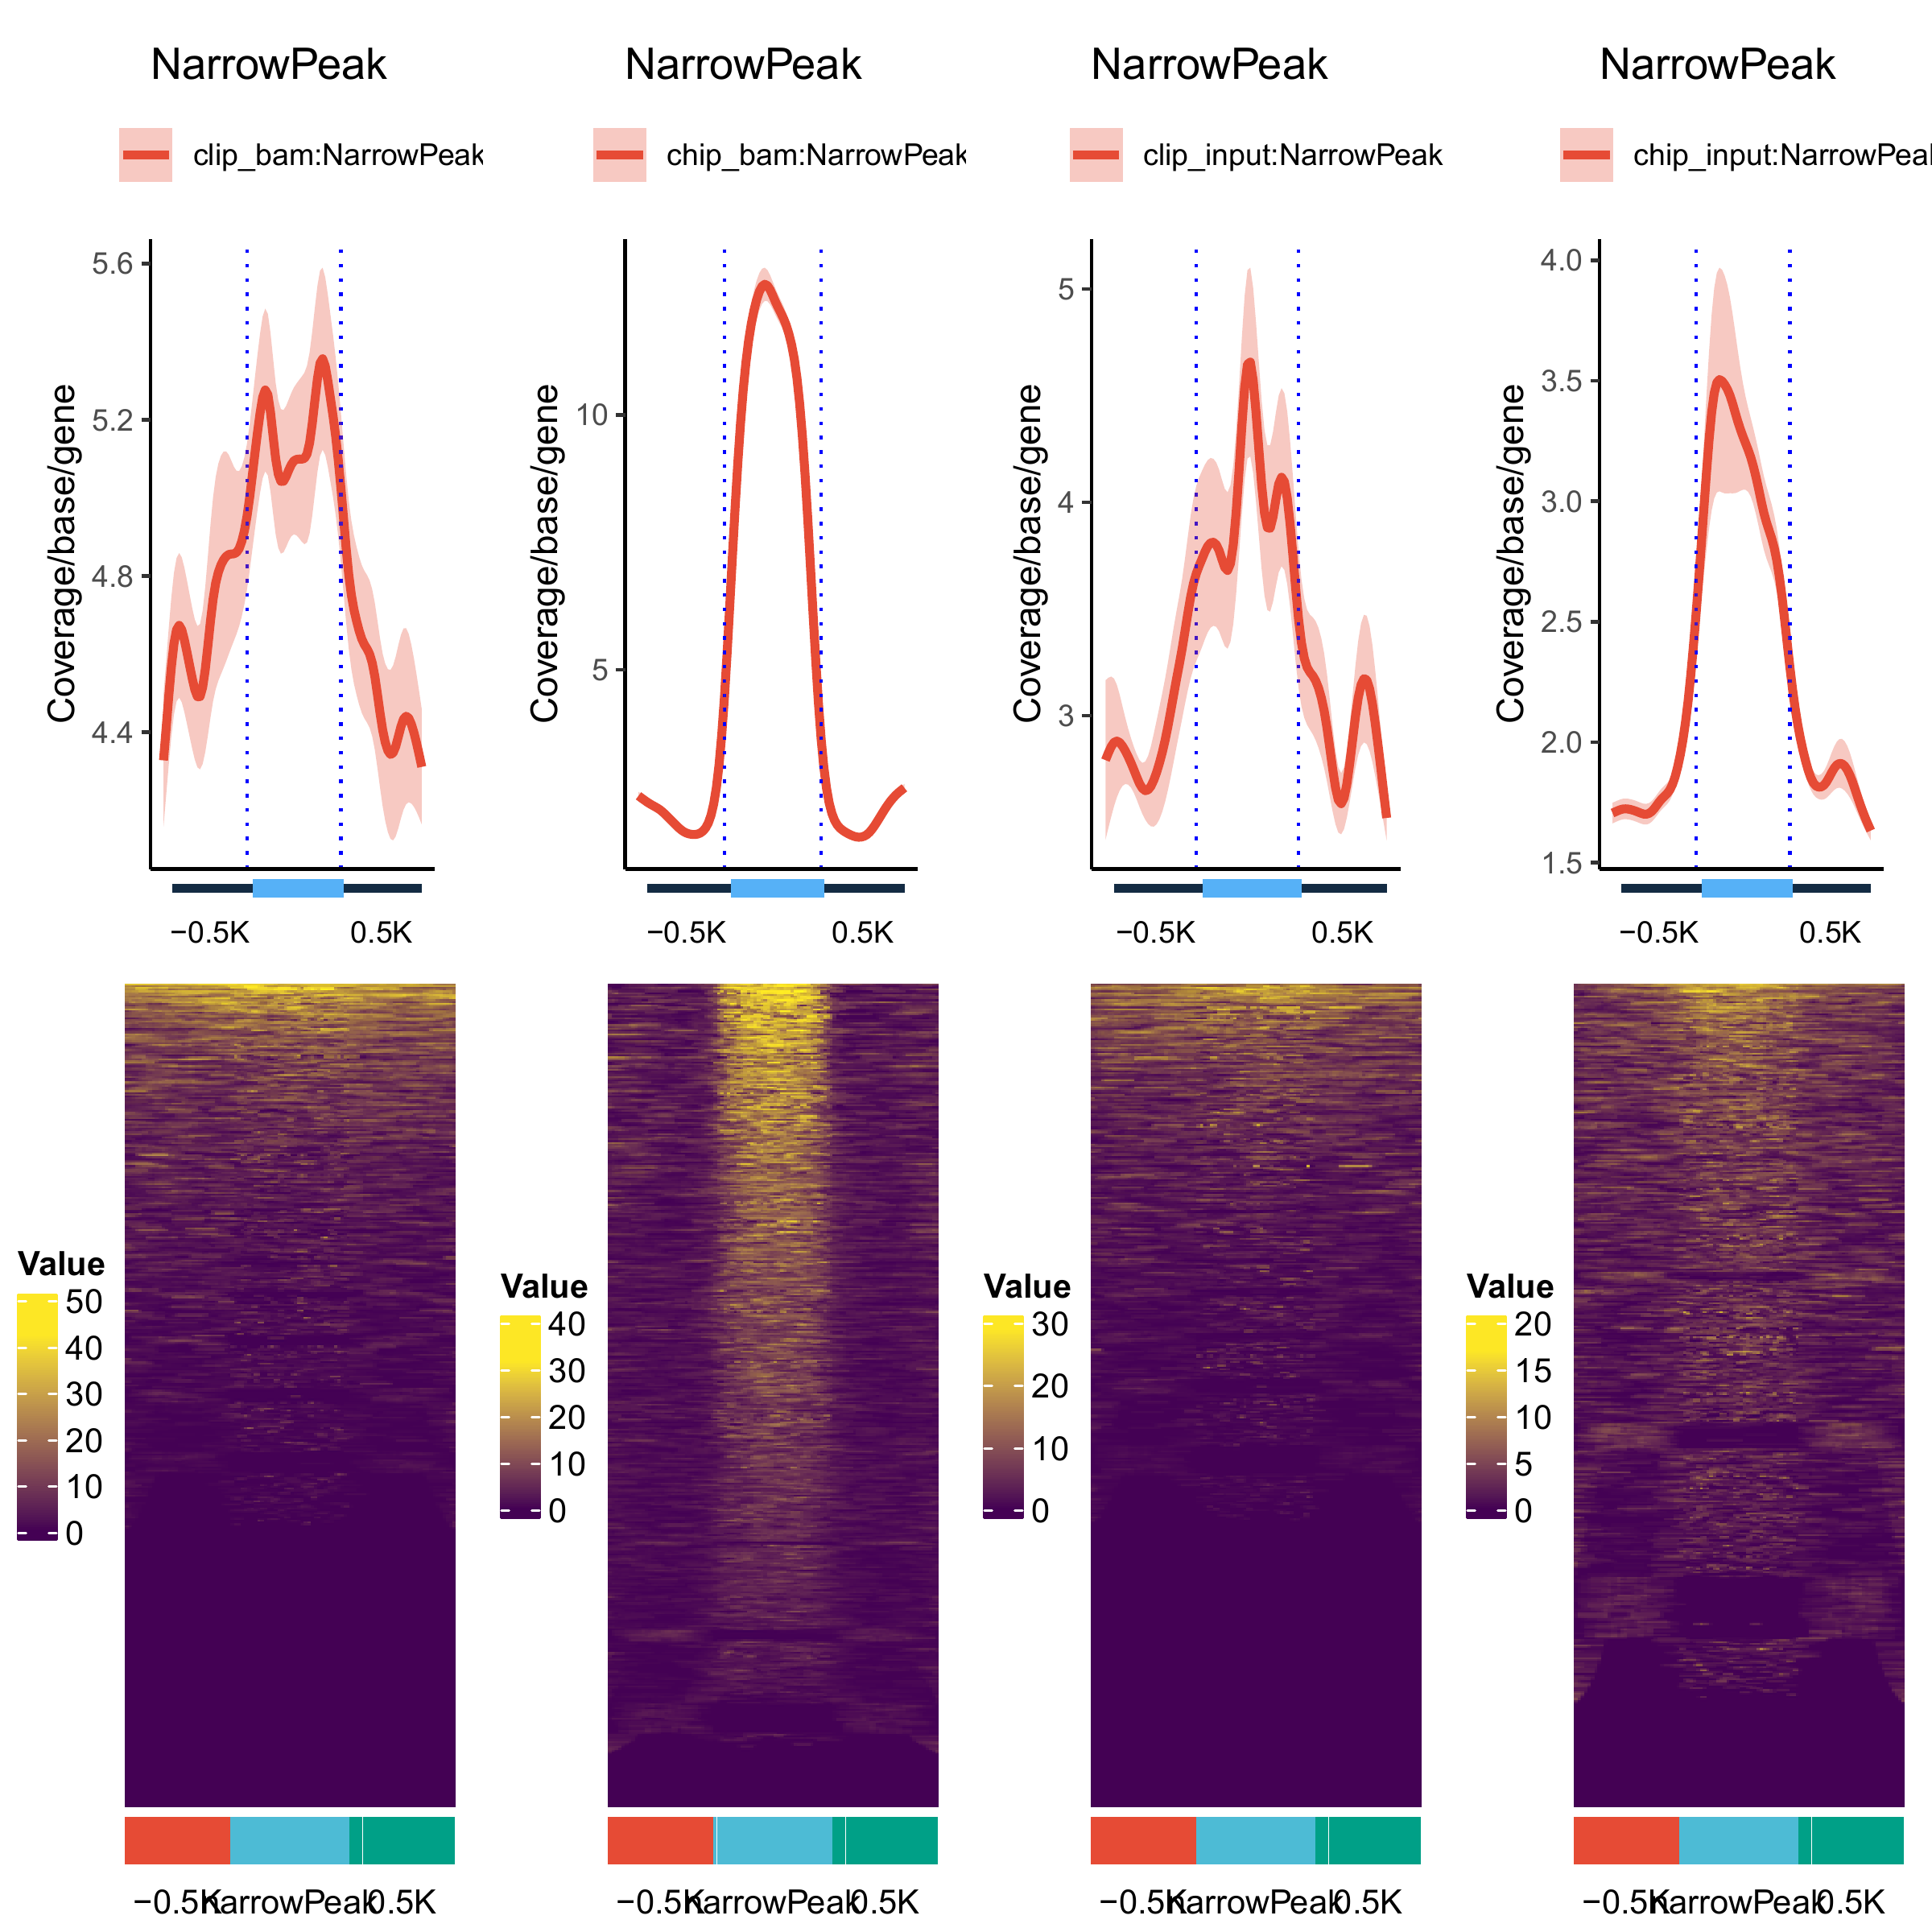 NarrowPeak NarrowPeak NarrowPeak NarrowPeak
clip_bam:NarrowPeak chip_bam:NarrowPeak clip_input:NarrowPeak chip_input:NarrowPeak
Coverage/base/gene
5.6
5.2
4.8
4.4
−0.5K 0.5K
Coverage/base/gene
10
5
−0.5K 0.5K
Coverage/base/gene
5
4
3
−0.5K 0.5K
Coverage/base/gene
4.0
3.5
3.0
2.5
2.0
1.5
−0.5K 0.5K
Value
50
40
30
20
10
0
−0.5K narrowPeak 0.5K
Value
40
30
20
10
0
−0.5K narrowPeak 0.5K
Value
30
20
10
0
−0.5K narrowPeak 0.5K
Value
20
15
10
5
0
−0.5K narrowPeak 0.5K